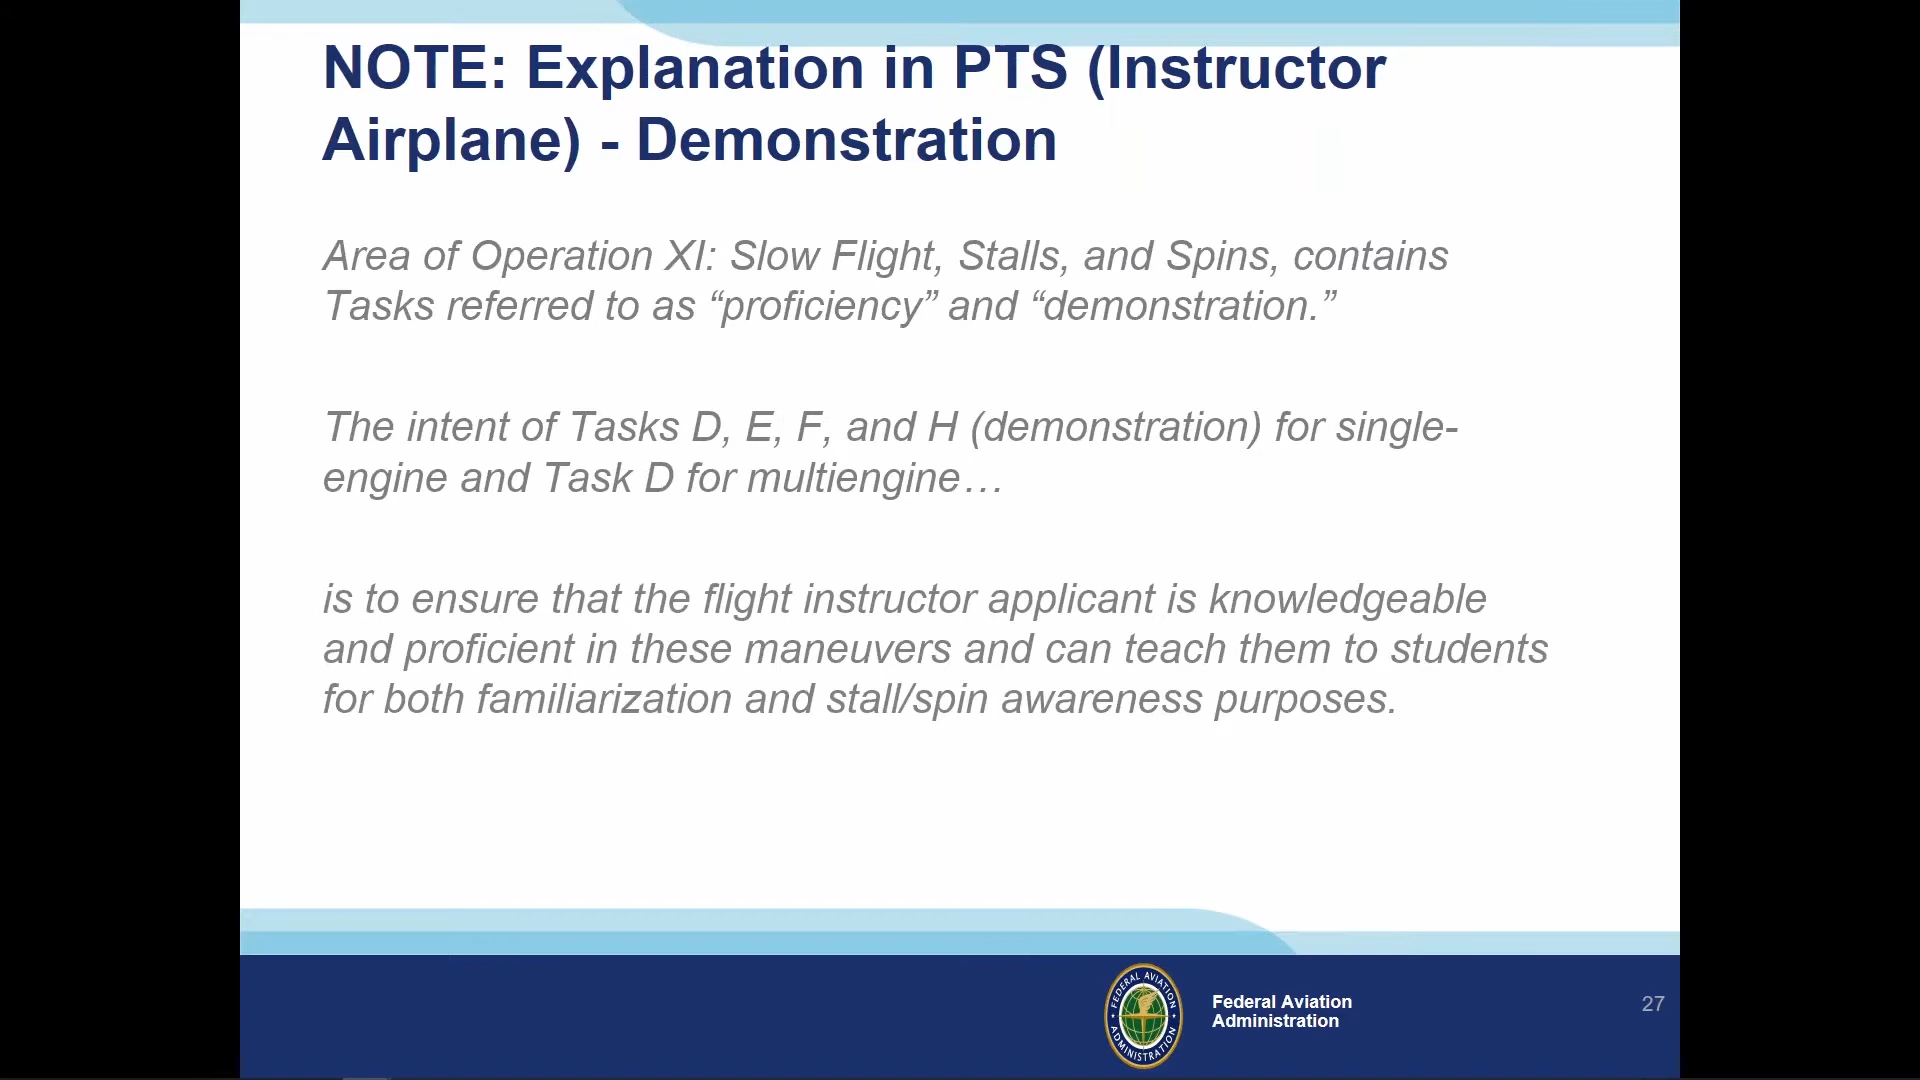 NOTE: Explanation in PTS (Instructor
Airplane) - Demonstration
Area of Operation XI: Slow Flight, Stalls, and Spins, contains
Tasks referred to as “proficiency” and “demonstration.”
The intent of Tasks D, E, F, and H (demonstration) for single-
engine and Task D for multiengine…
is to ensure that the flight instructor applicant is knowledgeable
and proficient in these maneuvers and can teach them to students
for both familiarization and stall/spin awareness purposes.
FEDERAL AVIATION
ADMINISTRATION
Federal Aviation
Administration
27